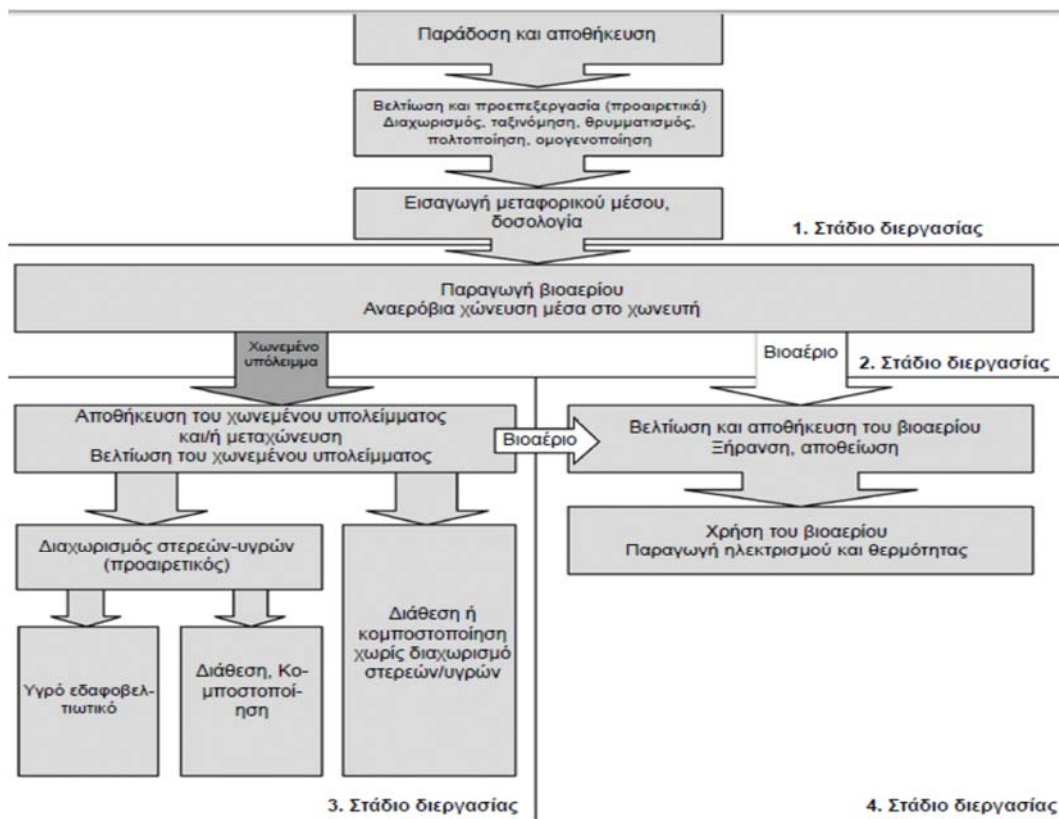 Παράδοση και αποθήκευση
Βελτίωση και προεπεξεργασία (προαιρετικά)
Διαχωρισμός, ταξινόμηση, θρυμματισμός,
πολτοποίηση, ομογενοποίηση
Εισαγωγή μεταφορικού μέσου,
δοσολογία
1. Στάδιο διεργασίας
Παραγωγή βιοαερίου
Αναερόβια χώνευση μέσα στο χωνευτή
Χωνεμένο
υπόλειμμα
Βιοαέριο
2. Στάδιο διεργασίας
Αποθήκευση του χωνεμένου υπολείμματος
και/ή μεταχώνευση
Βελτίωση του χωνεμένου υπολείμματος
Βιοαέριο
Βελτίωση και αποθήκευση του βιοαερίου
Ξήρανση, αποθείωση
Διαχωρισμός στερεών-υγρών
(προαιρετικός)
Χρήση του βιοαερίου
Παραγωγή ηλεκτρισμού και θερμότητας
Υγρό εδαφοβελ-
τιωτικό
Διάθεση, Κο-
μποστοποί-
ηση
Διάθεση ή
κομποστοποίηση
χωρίς διαχωρισμό
στερεών/υγρών
3. Στάδιο διεργασίας
4. Στάδιο διεργασίας